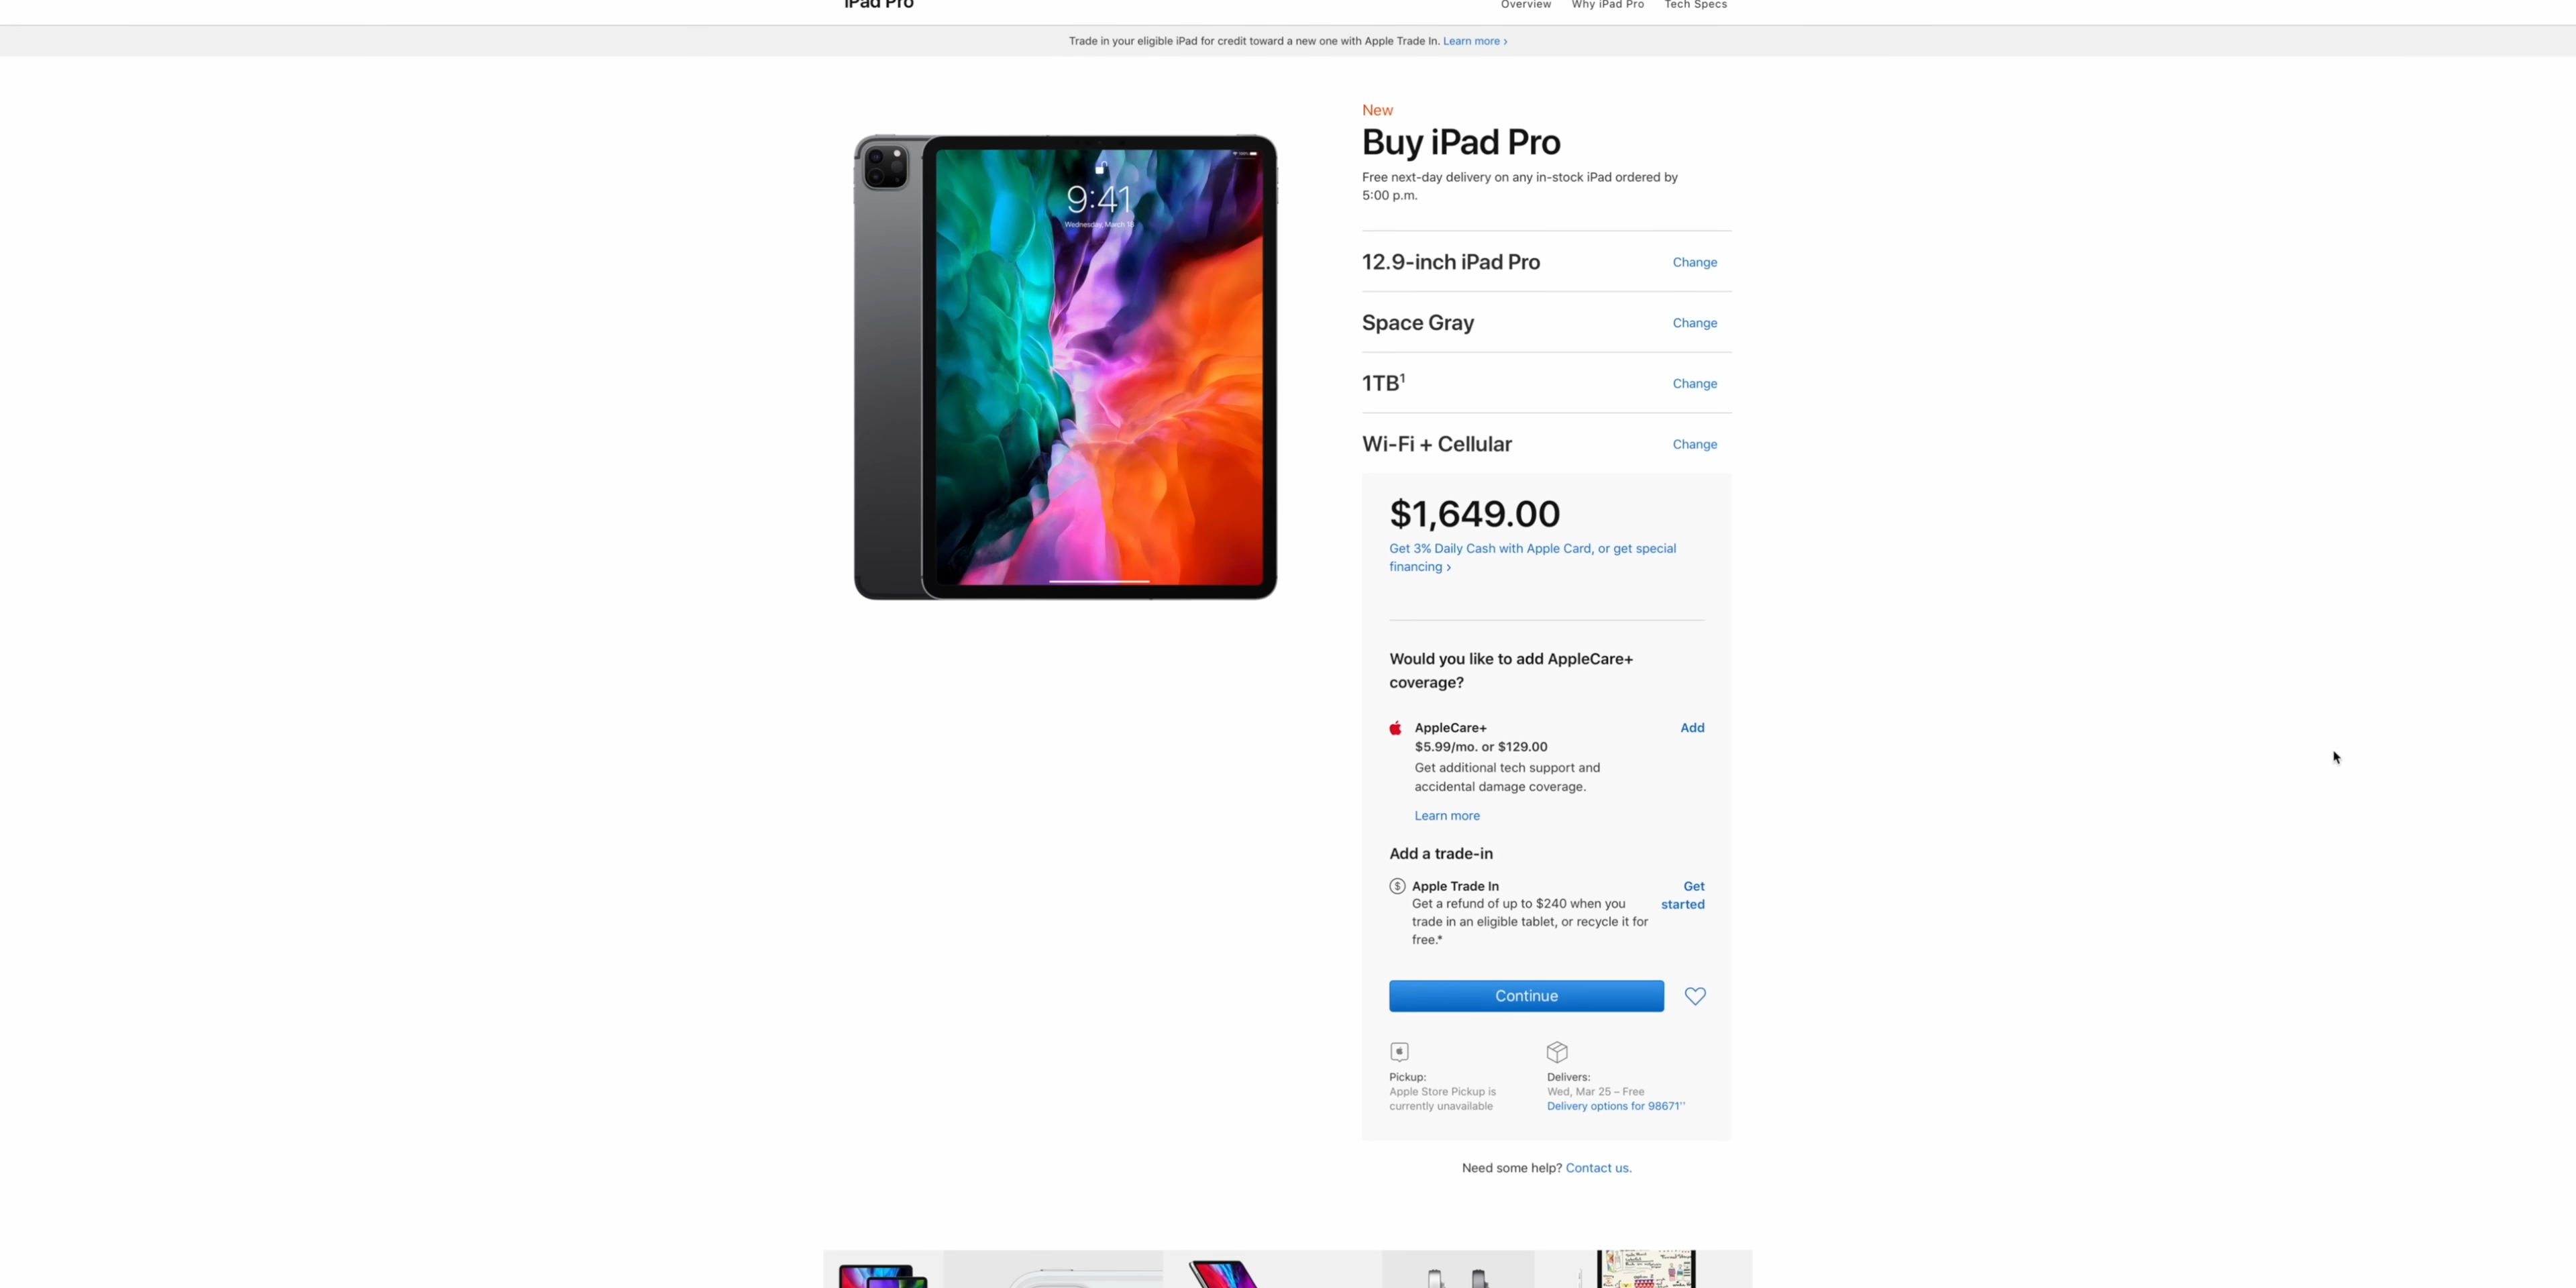 iPad Pro
Overview Why iPad Pro Tech Specs
Trade in your eligible iPad for credit toward a new one with Apple Trade In. Learn more ›
New
Buy iPad Pro
Free next-day delivery on any in-stock iPad ordered by
5:00 p.m.
9:41
Wednesday, March 18
12.9-inch iPad Pro Change
Space Gray Change
1TB¹ Change
Wi-Fi + Cellular Change
$1,649.00
Get 3% Daily Cash with Apple Card, or get special
financing ›
Would you like to add AppleCare+
coverage?
AppleCare+ Add
$5.99/mo. or $129.00
Get additional tech support and
accidental damage coverage.
Learn more
Add a trade-in
Apple Trade In Get
Get a refund of up to $240 when you started
trade in an eligible tablet, or recycle it for
free.*
Continue
Pickup: Delivers:
Apple Store Pickup is Wed, Mar 25 – Free
currently unavailable Delivery options for 98671''
Need some help? Contact us.